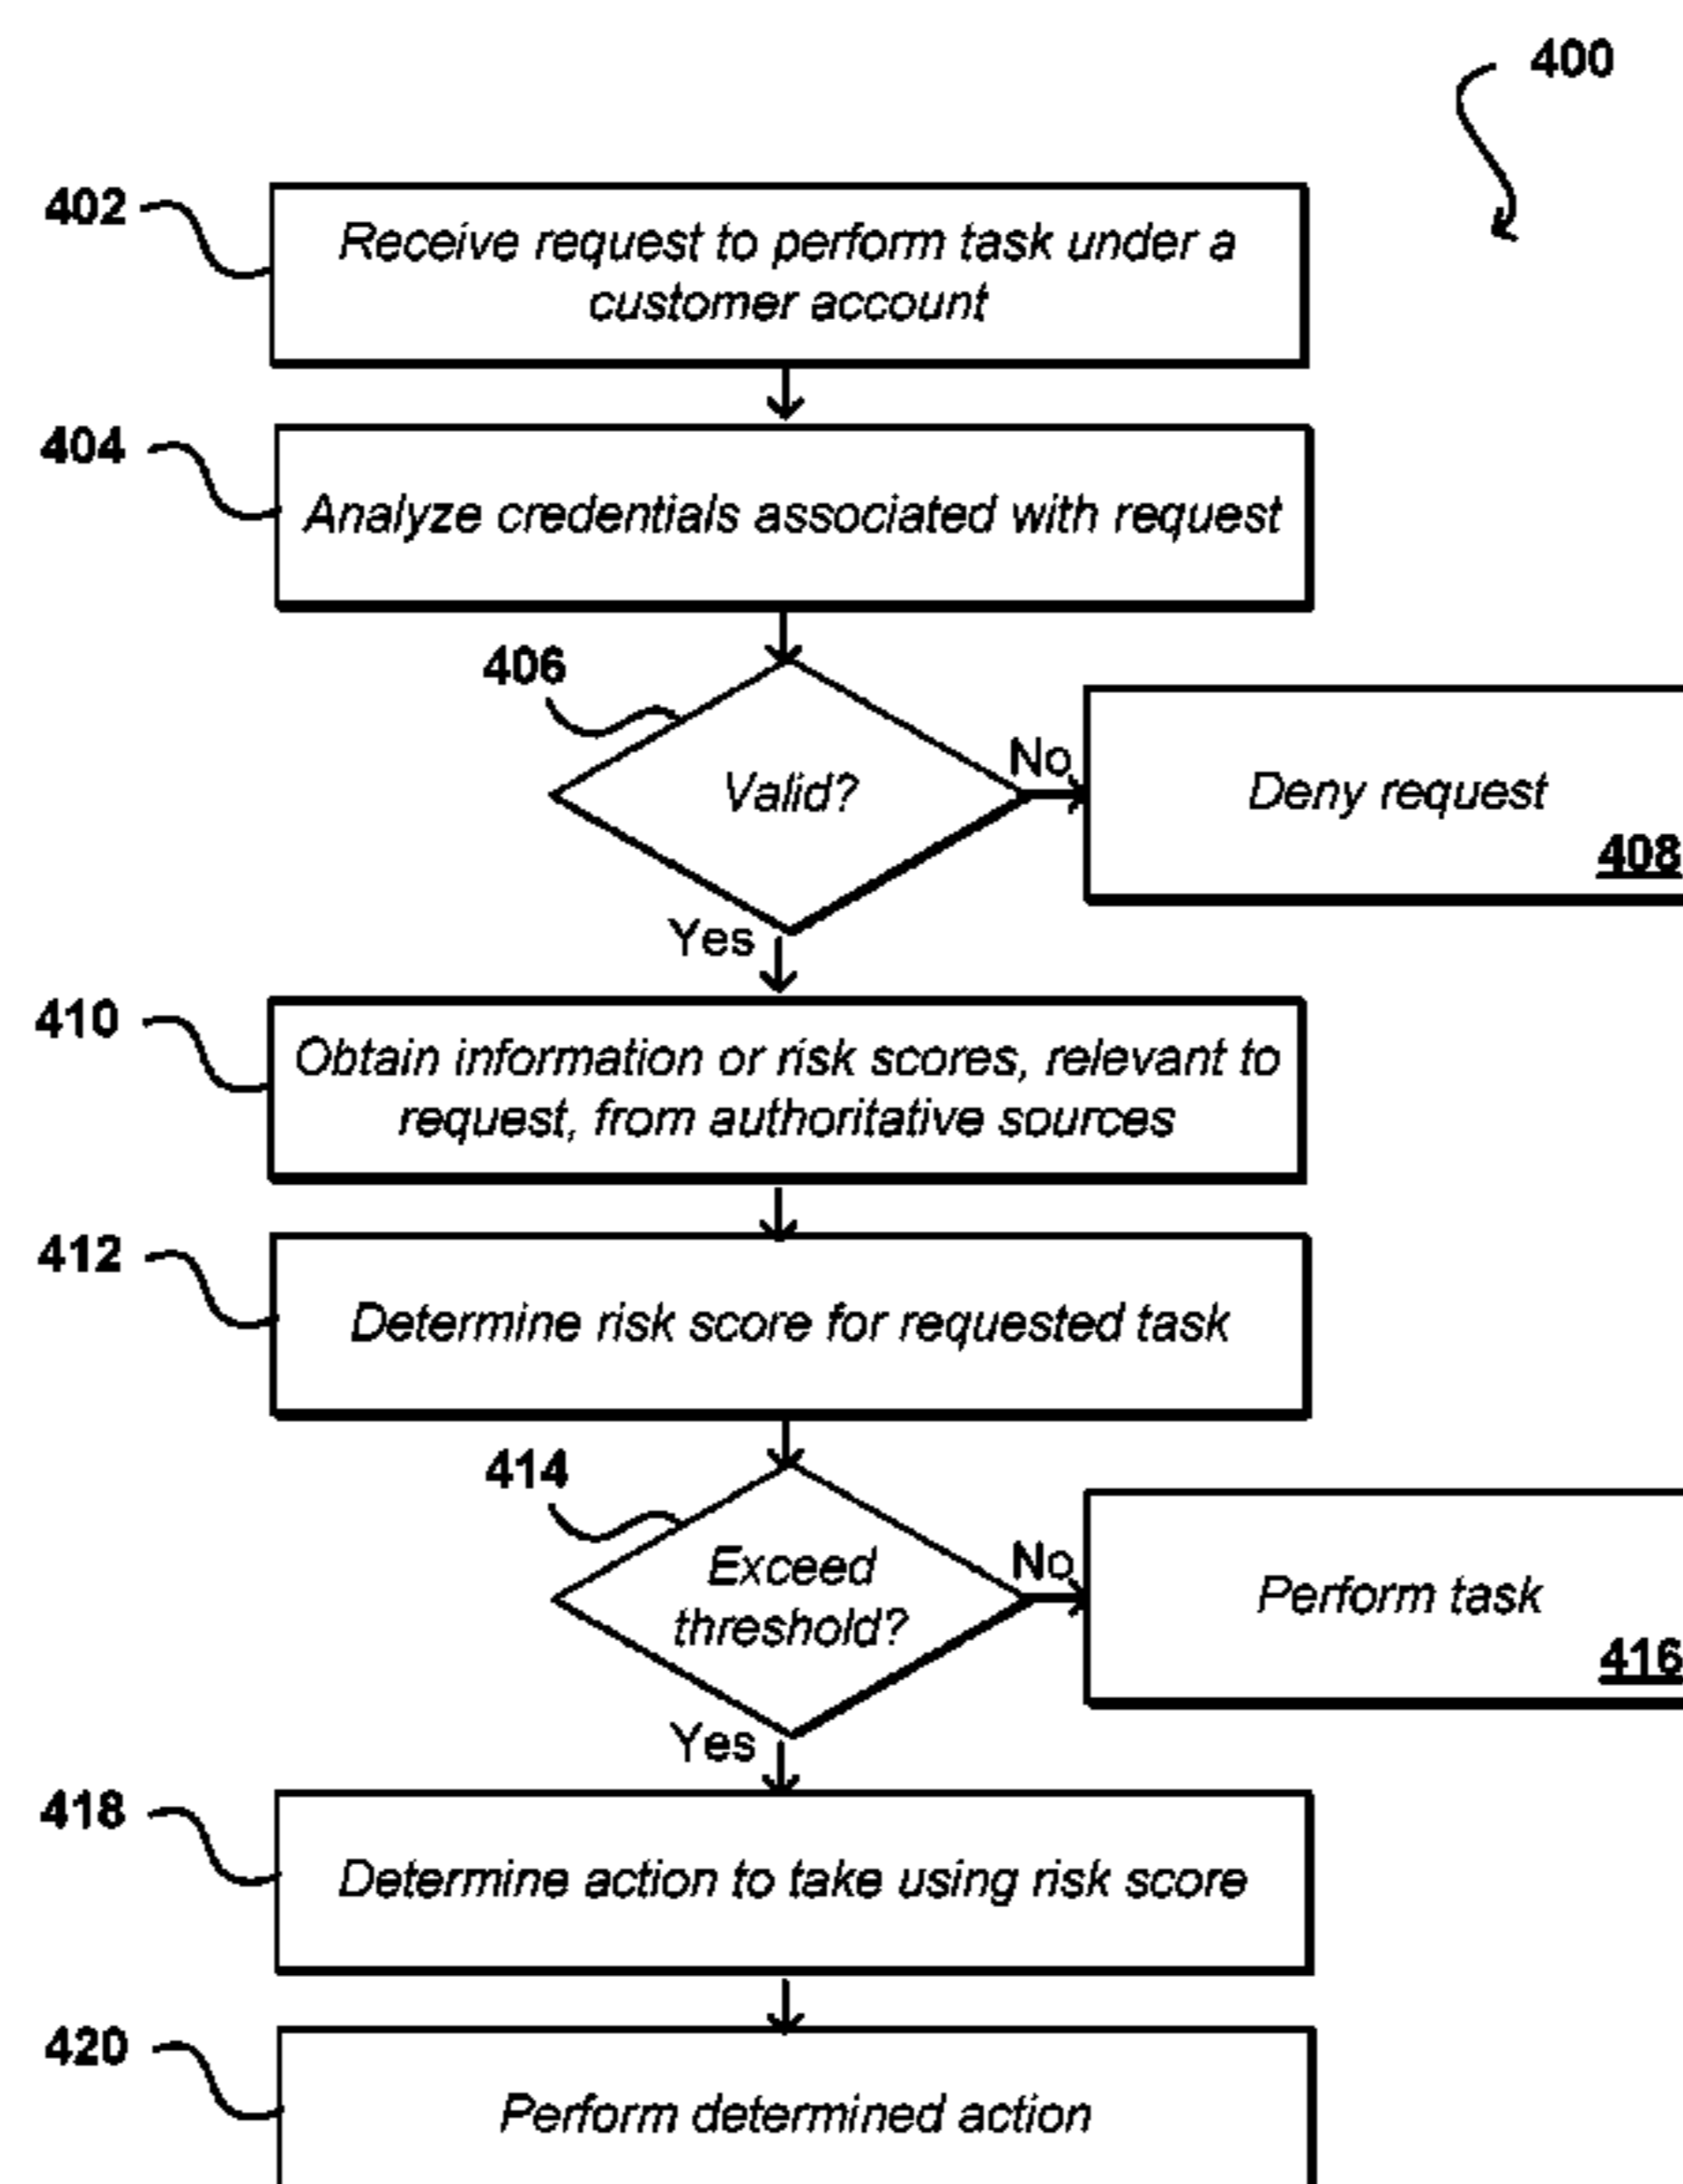 400
402
Receive request to perform task under a
customer account
404
Analyze credentials associated with request
406
Valid?
No
Deny request
408
Yes
410
Obtain information or risk scores, relevant to
request, from authoritative sources
412
Determine risk score for requested task
414
Exceed
threshold?
No
Perform task
416
Yes
418
Determine action to take using risk score
420
Perform determined action